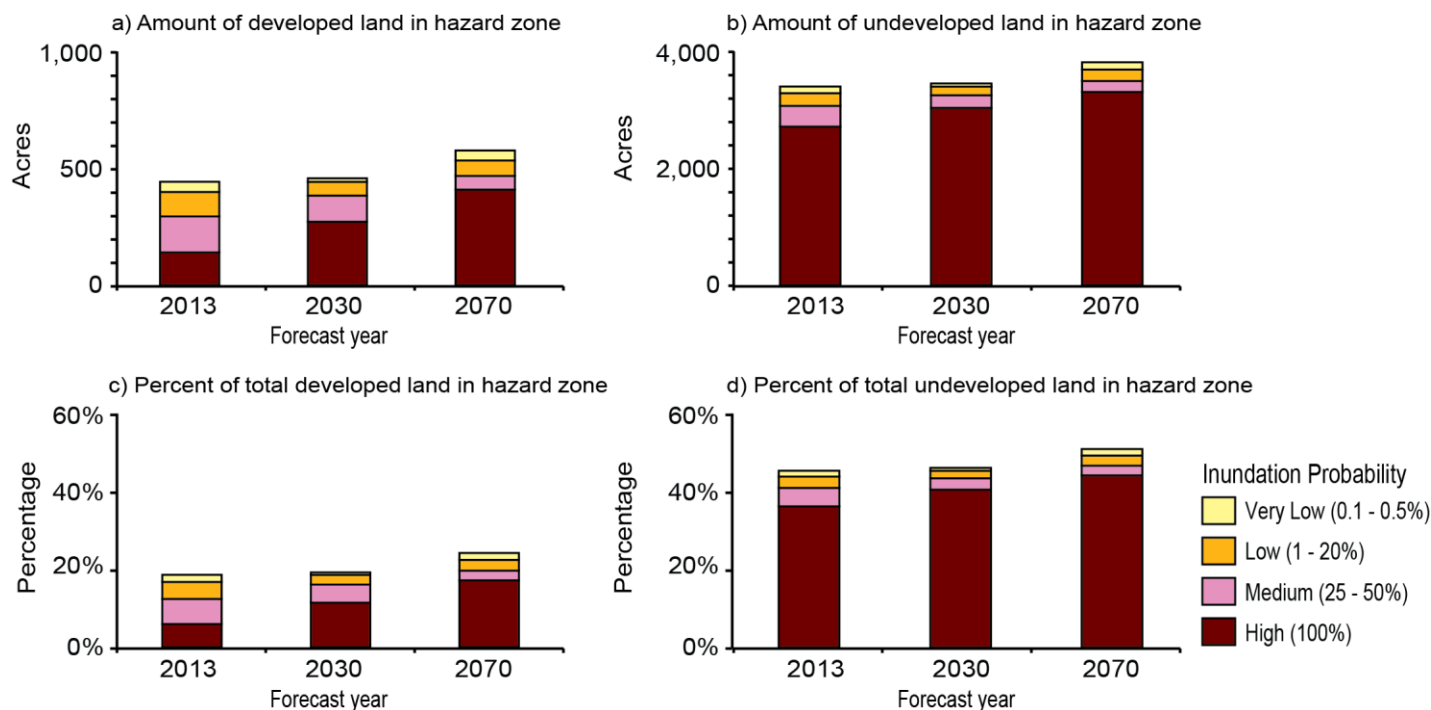 a) Amount of developed land in hazard zone
1,000
500
0
Acres
2013 2030 2070
Forecast year
b) Amount of undeveloped land in hazard zone
4,000
2,000
0
Acres
2013 2030 2070
Forecast year
c) Percent of total developed land in hazard zone
60%
40%
20%
0%
Percentage
2013 2030 2070
Forecast year
d) Percent of total undeveloped land in hazard zone
60%
40%
20%
0%
Percentage
2013 2030 2070
Forecast year
Inundation Probability
Very Low (0.1 - 0.5%)
Low (1 - 20%)
Medium (25 - 50%)
High (100%)